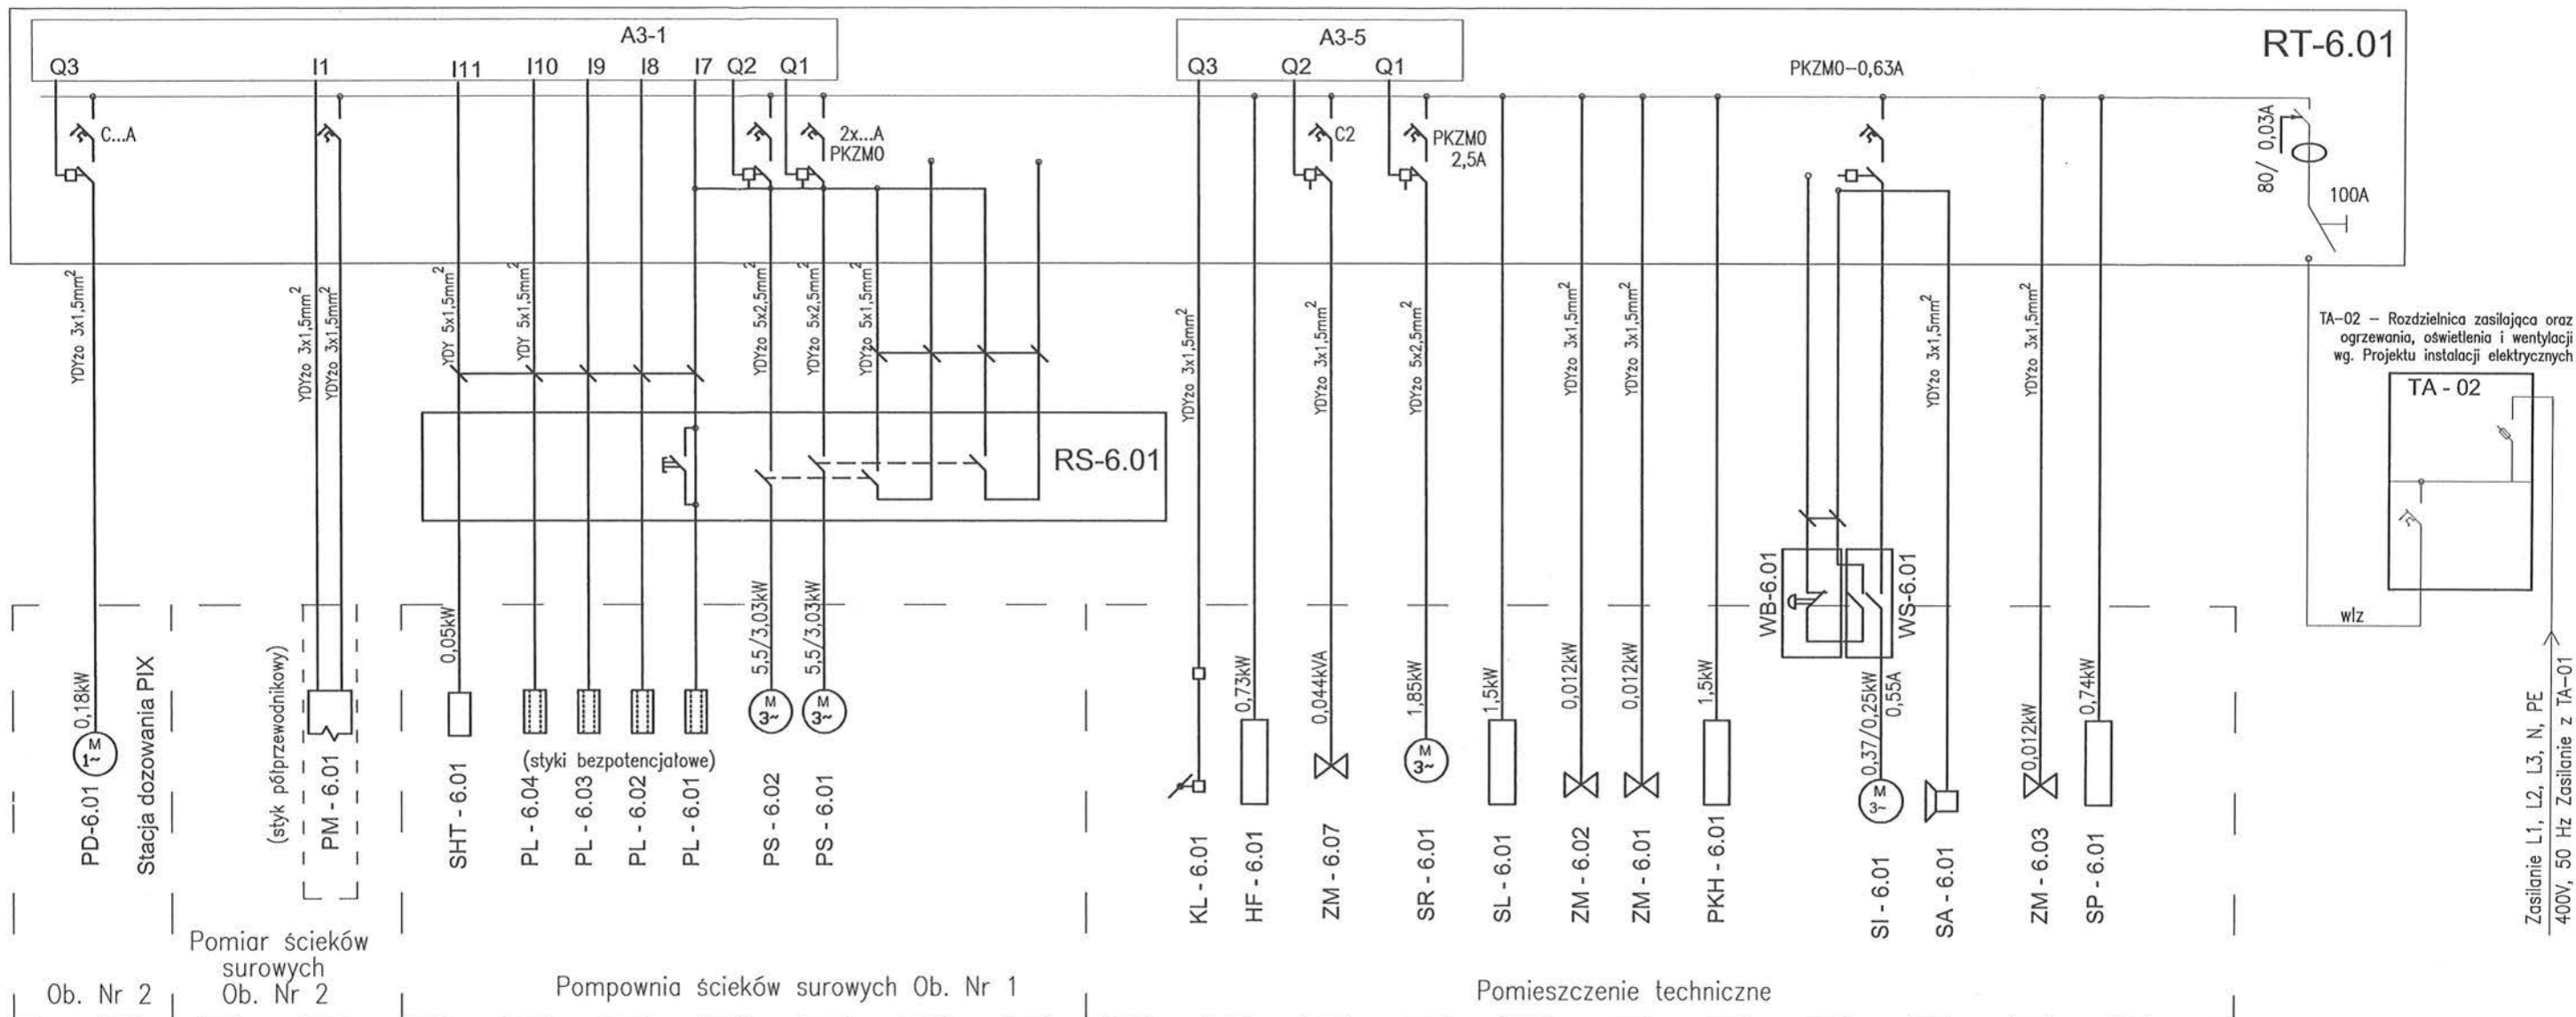 A3-1
Q3
I1
I11
I10
I9
I8
I7
Q2
Q1
A3-5
Q3
Q2
Q1
PKZM0-0,63A
RT-6.01
C...A
2x...A
PKZM0
C2
PKZM0
2,5A
80/ 0,03A
100A
YDYżo 3x1,5mm²
YDYżo 3x1,5mm²
YDYżo 3x1,5mm²
YDY 5x1,5mm²
YDY 5x1,5mm²
YDYżo 5x2,5mm²
YDYżo 5x2,5mm²
YDYżo 5x1,5mm²
YDYżo 3x1,5mm²
YDYżo 3x1,5mm²
YDYżo 5x2,5mm²
YDYżo 3x1,5mm²
YDYżo 3x1,5mm²
YDYżo 3x1,5mm²
YDYżo 3x1,5mm²
TA-02 – Rozdzielnica zasilająca oraz
ogrzewania, oświetlenia i wentylacji
wg. Projektu instalacji elektrycznych
TA - 02
RS-6.01
WB-6.01
WS-6.01
wlz
0,18kW
0,05kW
5,5/3,03kW
5,5/3,03kW
0,73kW
0,044kVA
1,85kW
1,5kW
0,012kW
0,012kW
1,5kW
0,37/0,25kW
0,55A
0,012kW
0,74kW
M
1~
M
3~
M
3~
M
3~
M
3~
(styk półprzewodnikowy)
(styki bezpotencjałowe)
PD-6.01
Stacja dozowania PIX
PM - 6.01
SHT - 6.01
PL - 6.04
PL - 6.03
PL - 6.02
PL - 6.01
PS - 6.02
PS - 6.01
KL - 6.01
HF - 6.01
ZM - 6.07
SR - 6.01
SL - 6.01
ZM - 6.02
ZM - 6.01
PKH - 6.01
SI - 6.01
SA - 6.01
ZM - 6.03
SP - 6.01
Zasilanie L1, L2, L3, N, PE
400V, 50 Hz Zasilanie z TA-01
Ob. Nr 2
Pomiar ścieków
surowych
Ob. Nr 2
Pompownia ścieków surowych Ob. Nr 1
Pomieszczenie techniczne